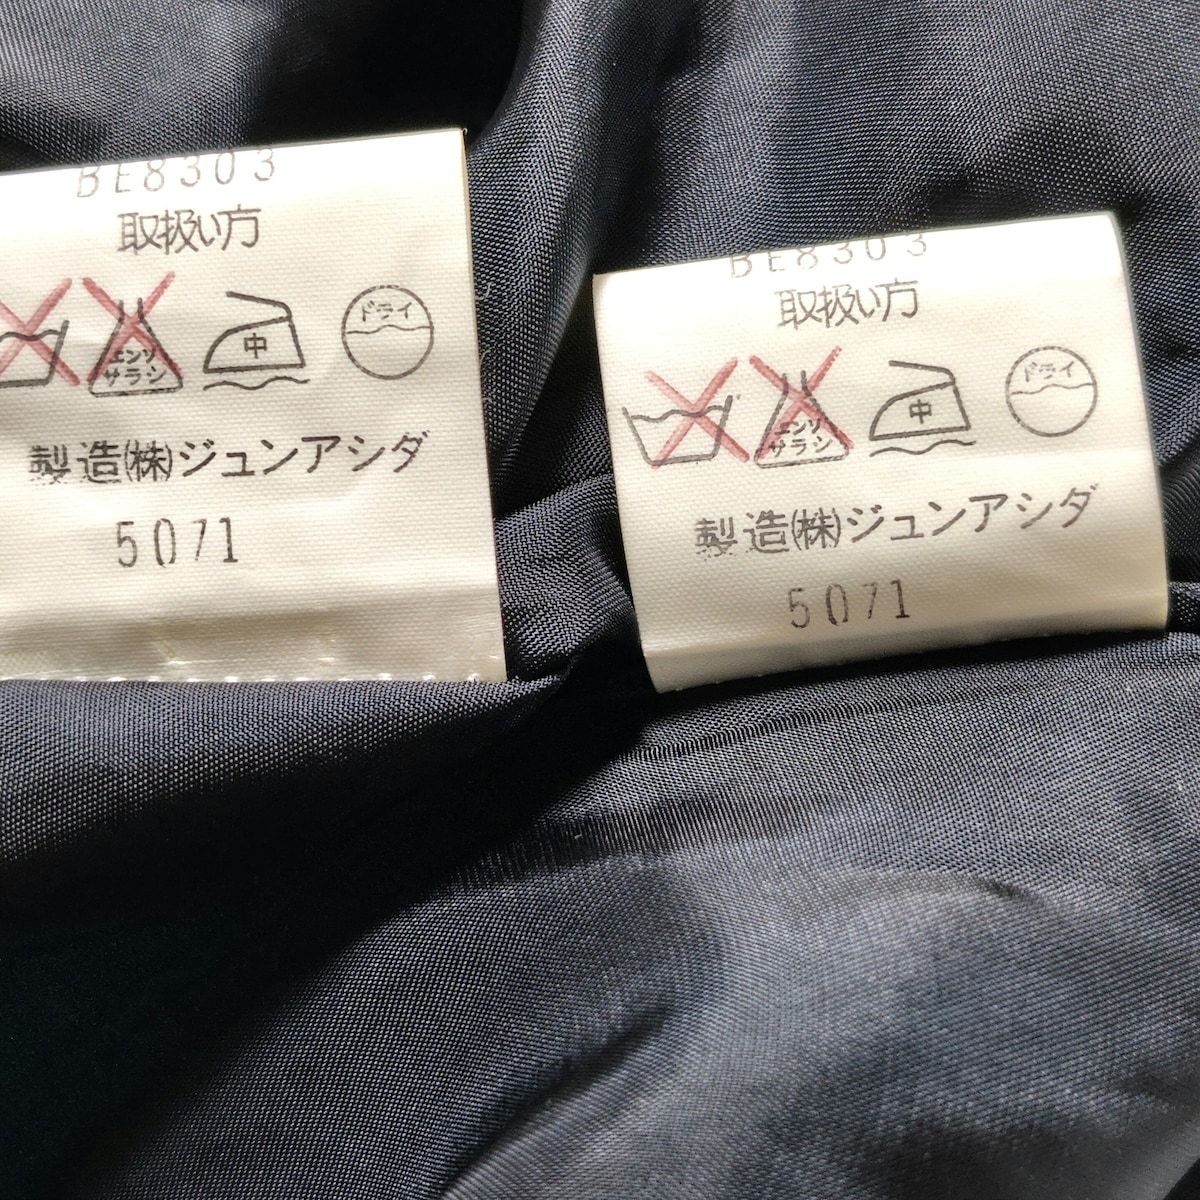 BE8303
取扱い方
エンソ
サラシ
中
ドライ
製造(株)ジュンアシダ
5071
BE8303
取扱い方
エンソ
サラシ
中
ドライ
製造(株)ジュンアシダ
5071